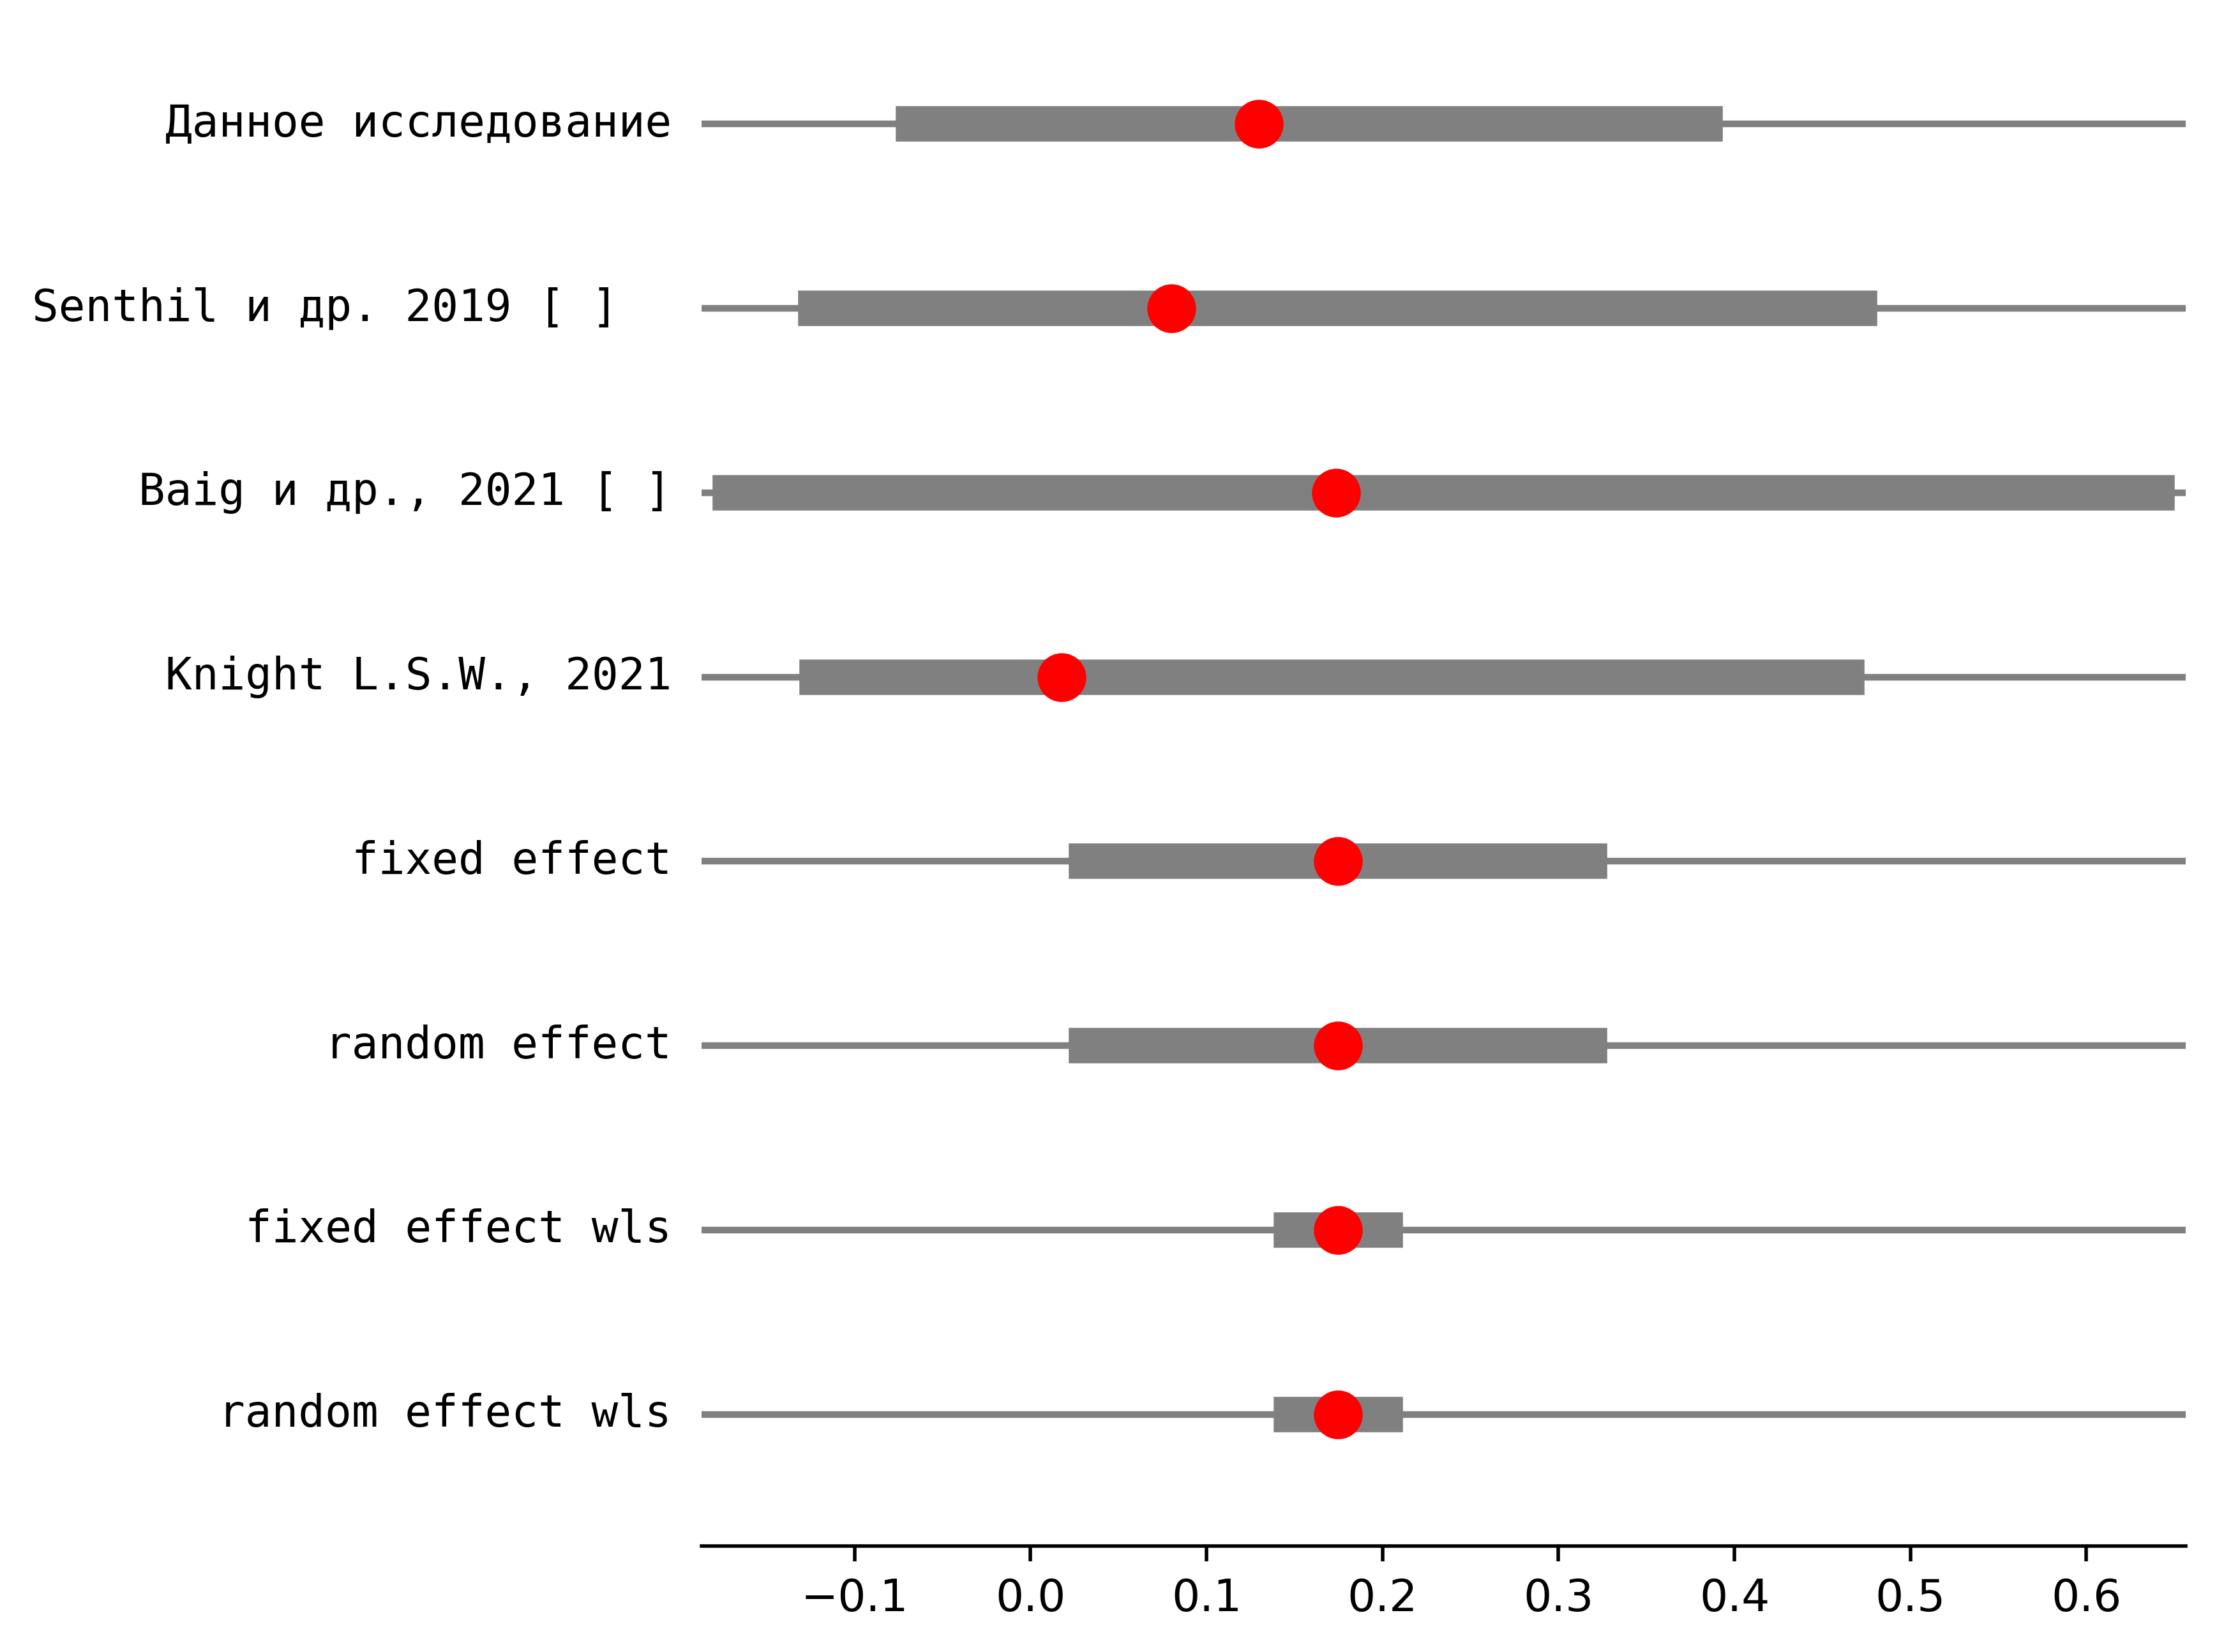 Данное исследование
Senthil и др. 2019 [ ]
Baig и др., 2021 [ ]
Knight L.S.W., 2021
fixed effect
random effect
fixed effect wls
random effect wls
−0.1 0.0 0.1 0.2 0.3 0.4 0.5 0.6